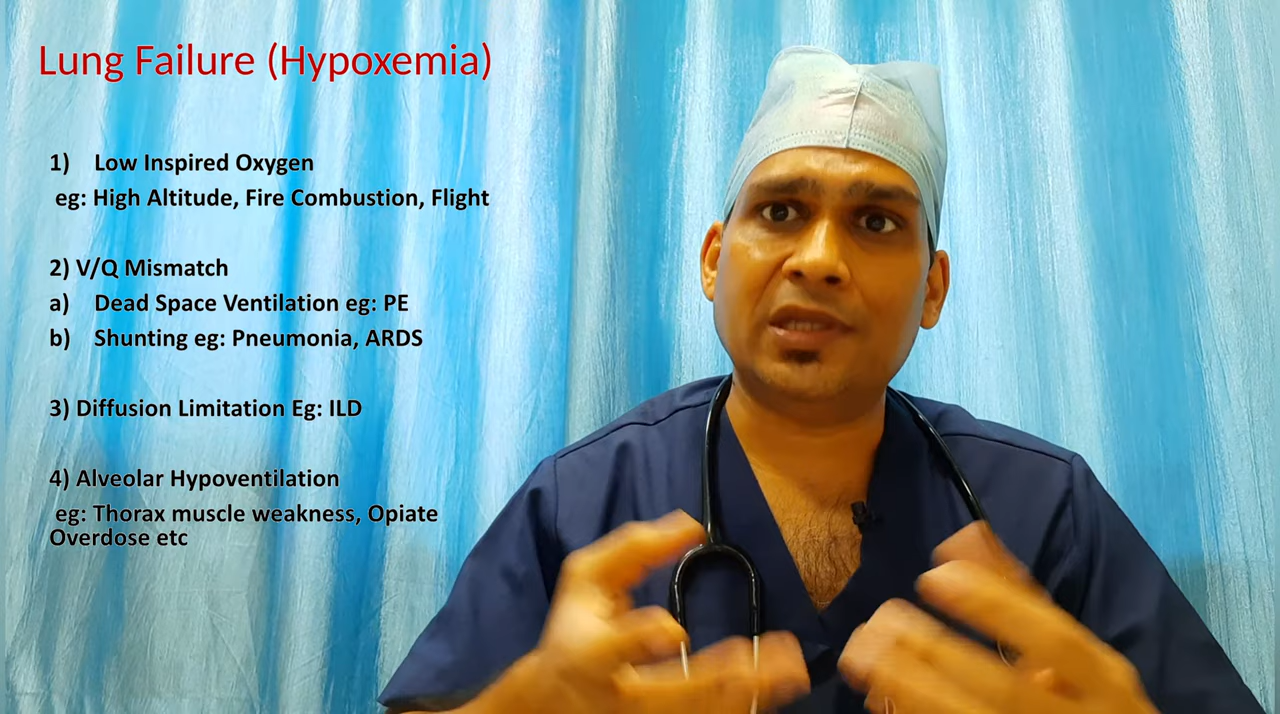 Lung Failure (Hypoxemia)
1) Low Inspired Oxygen
eg: High Altitude, Fire Combustion, Flight
2) V/Q Mismatch
a) Dead Space Ventilation eg: PE
b) Shunting eg: Pneumonia, ARDS
3) Diffusion Limitation Eg: ILD
4) Alveolar Hypoventilation
eg: Thorax muscle weakness, Opiate
Overdose etc